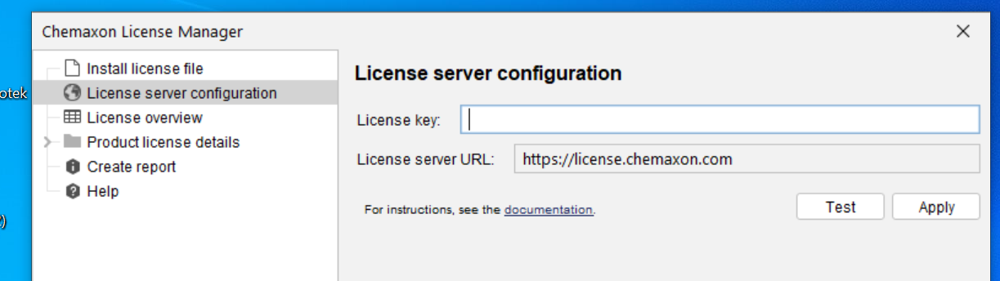 Chemaxon License Manager
Install license file
otek
License server configuration
License overview
Product license details
Create report
Help
License server configuration
License key:
License server URL: https://license.chemaxon.com
For instructions, see the documentation.
Test Apply